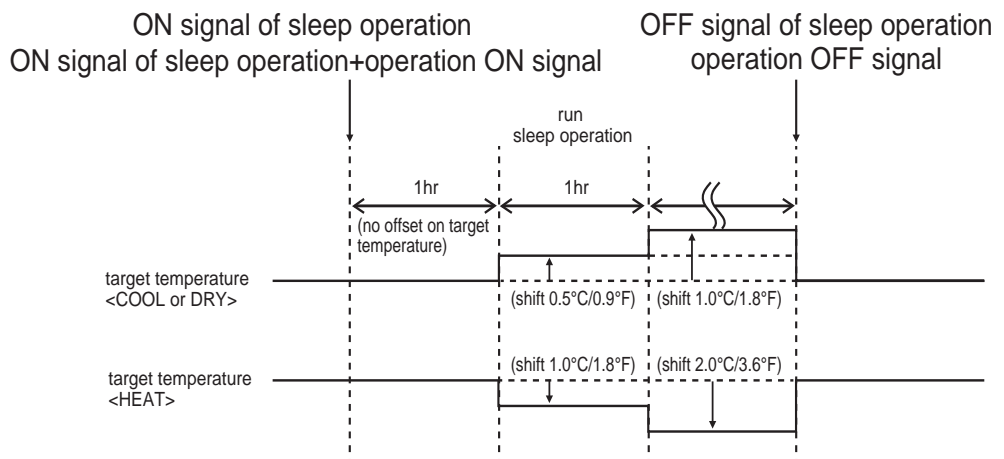 ON signal of sleep operation
ON signal of sleep operation+operation ON signal
OFF signal of sleep operation
operation OFF signal
run
sleep operation
1hr
1hr
(no offset on target
temperature)
target temperature
<COOL or DRY>
(shift 0.5°C/0.9°F)
(shift 1.0°C/1.8°F)
(shift 1.0°C/1.8°F)
(shift 2.0°C/3.6°F)
target temperature
<HEAT>